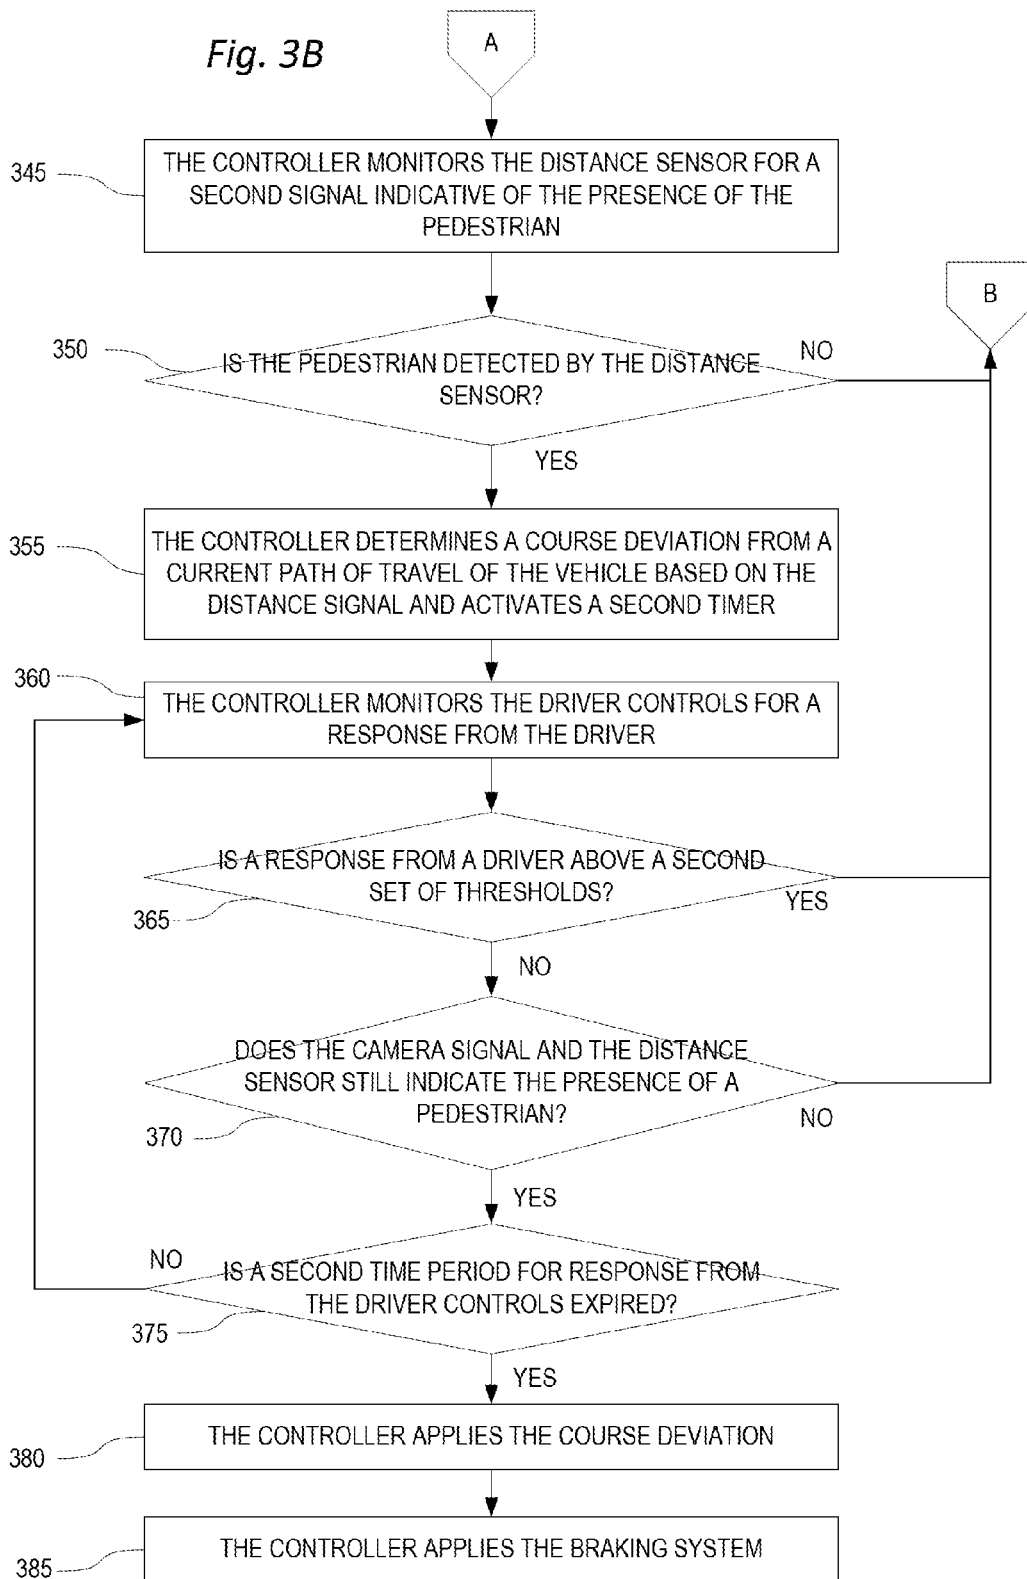 Fig. 3B
A
345
THE CONTROLLER MONITORS THE DISTANCE SENSOR FOR A
SECOND SIGNAL INDICATIVE OF THE PRESENCE OF THE
PEDESTRIAN
B
350
IS THE PEDESTRIAN DETECTED BY THE DISTANCE
SENSOR?
NO
YES
355
THE CONTROLLER DETERMINES A COURSE DEVIATION FROM A
CURRENT PATH OF TRAVEL OF THE VEHICLE BASED ON THE
DISTANCE SIGNAL AND ACTIVATES A SECOND TIMER
360
THE CONTROLLER MONITORS THE DRIVER CONTROLS FOR A
RESPONSE FROM THE DRIVER
IS A RESPONSE FROM A DRIVER ABOVE A SECOND
SET OF THRESHOLDS?
365
YES
NO
DOES THE CAMERA SIGNAL AND THE DISTANCE
SENSOR STILL INDICATE THE PRESENCE OF A
PEDESTRIAN?
370
NO
YES
NO
IS A SECOND TIME PERIOD FOR RESPONSE FROM
THE DRIVER CONTROLS EXPIRED?
375
YES
380
THE CONTROLLER APPLIES THE COURSE DEVIATION
385
THE CONTROLLER APPLIES THE BRAKING SYSTEM